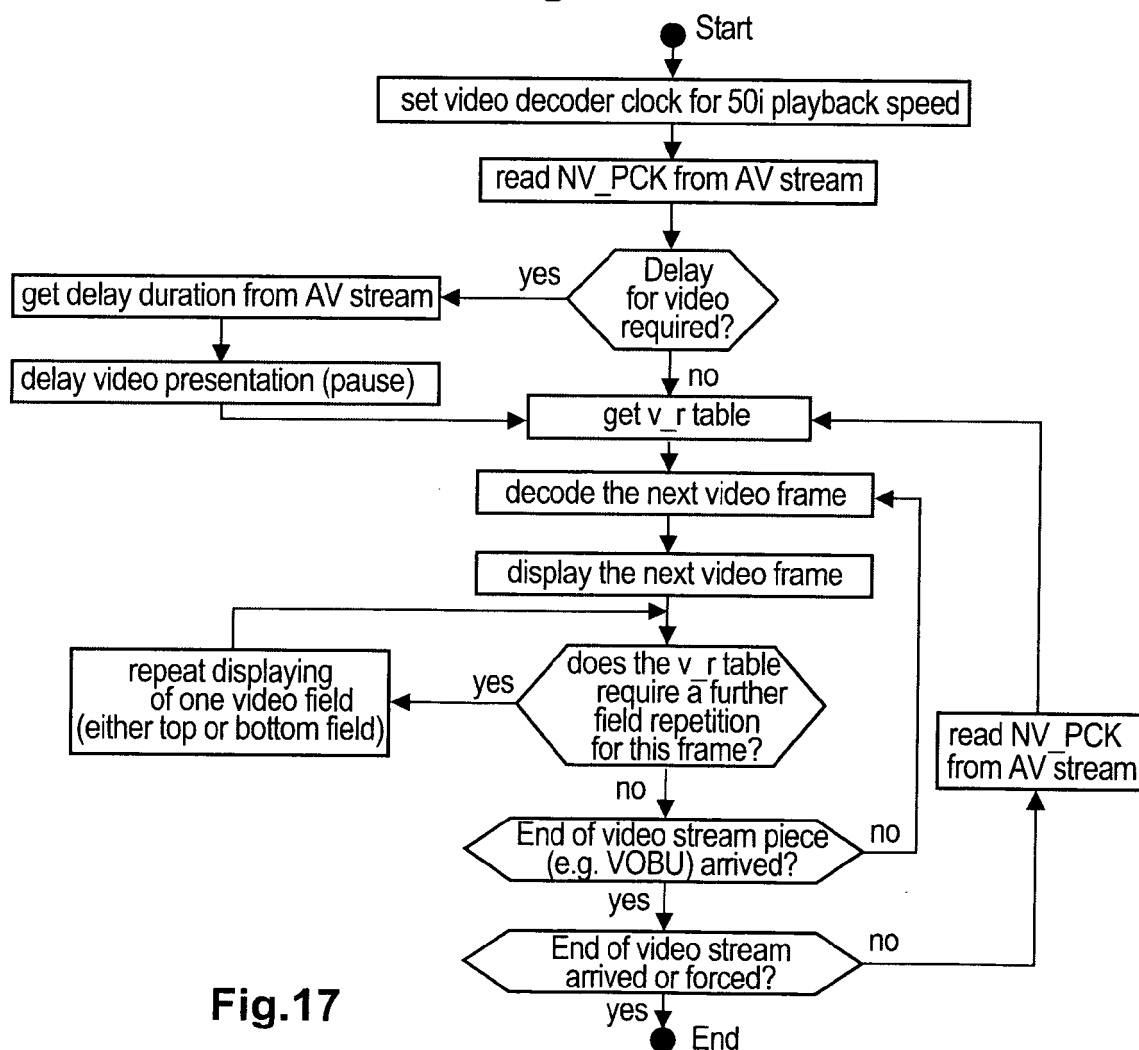 Start
set video decoder clock for 50i playback speed
read NV_PCK from AV stream
Delay
for video
required?
yes
get delay duration from AV stream
delay video presentation (pause)
no
get v_r table
decode the next video frame
display the next video frame
does the v_r table
require a further
field repetition
for this frame?
yes
repeat displaying
of one video field
(either top or bottom field)
no
read NV_PCK
from AV stream
End of video stream piece
(e.g. VOBU) arrived?
no
yes
End of video stream
arrived or forced?
no
yes
End
Fig.17